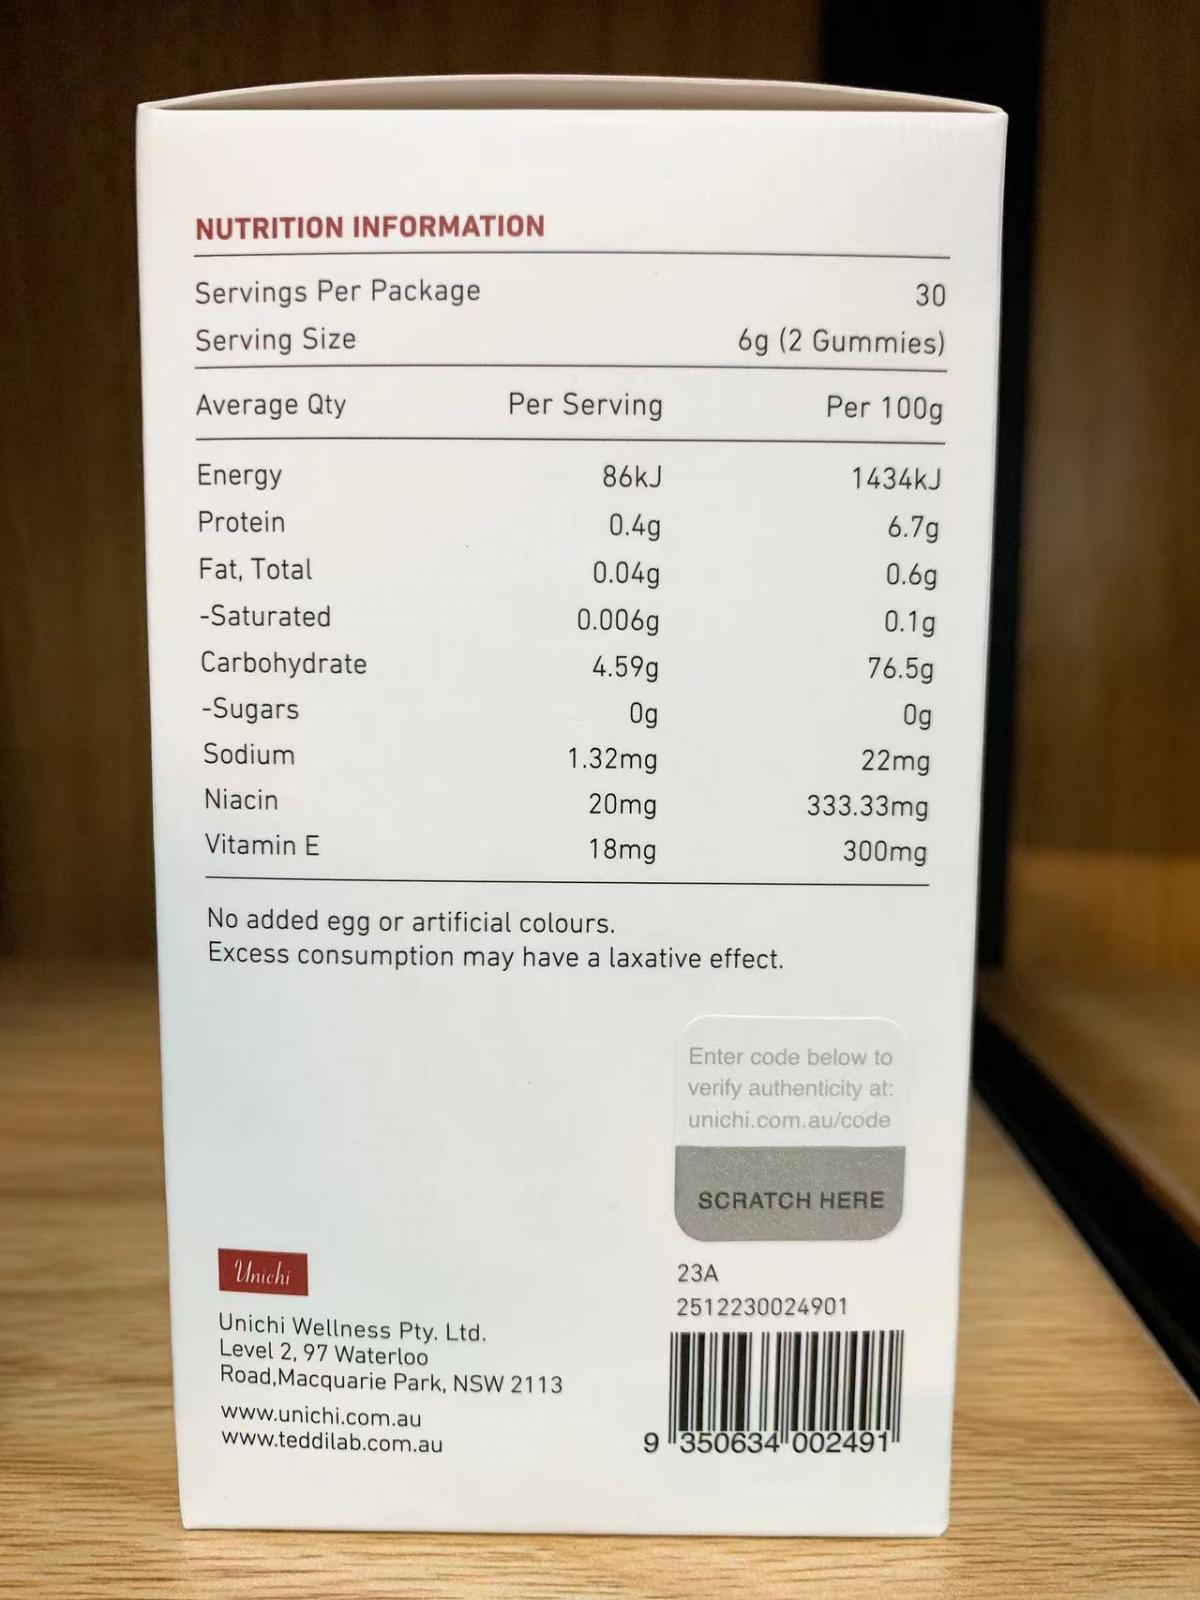 NUTRITION INFORMATION
Servings Per Package 30
Serving Size 6g (2 Gummies)
Average Qty Per Serving Per 100g
Energy 86kJ 1434kJ
Protein 0.4g 6.7g
Fat, Total 0.04g 0.6g
-Saturated 0.006g 0.1g
Carbohydrate 4.59g 76.5g
-Sugars 0g 0g
Sodium 1.32mg 22mg
Niacin 20mg 333.33mg
Vitamin E 18mg 300mg
No added egg or artificial colours.
Excess consumption may have a laxative effect.
Enter code below to
verify authenticity at:
unichi.com.au/code
SCRATCH HERE
Unichi
Unichi Wellness Pty. Ltd.
Level 2, 97 Waterloo
Road,Macquarie Park, NSW 2113
www.unichi.com.au
www.teddilab.com.au
23A
2512230024901
9 350634 002491